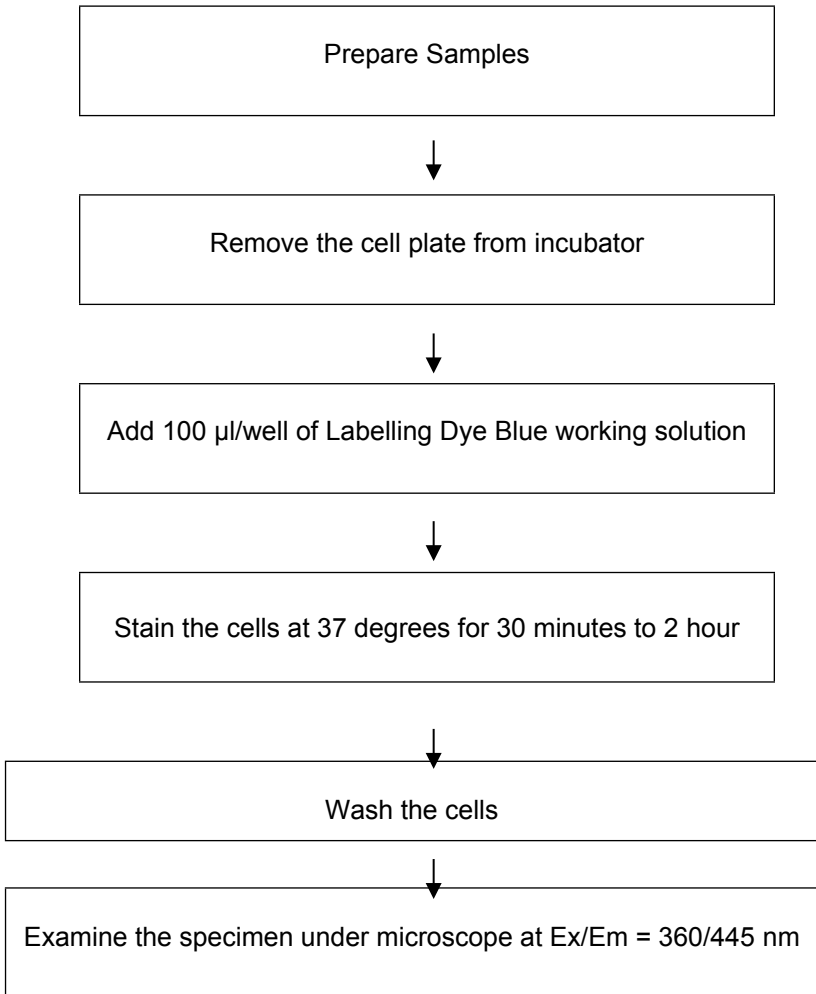 Prepare Samples
Remove the cell plate from incubator
Add 100 µl/well of Labelling Dye Blue working solution
Stain the cells at 37 degrees for 30 minutes to 2 hour
Wash the cells
Examine the specimen under microscope at Ex/Em = 360/445 nm